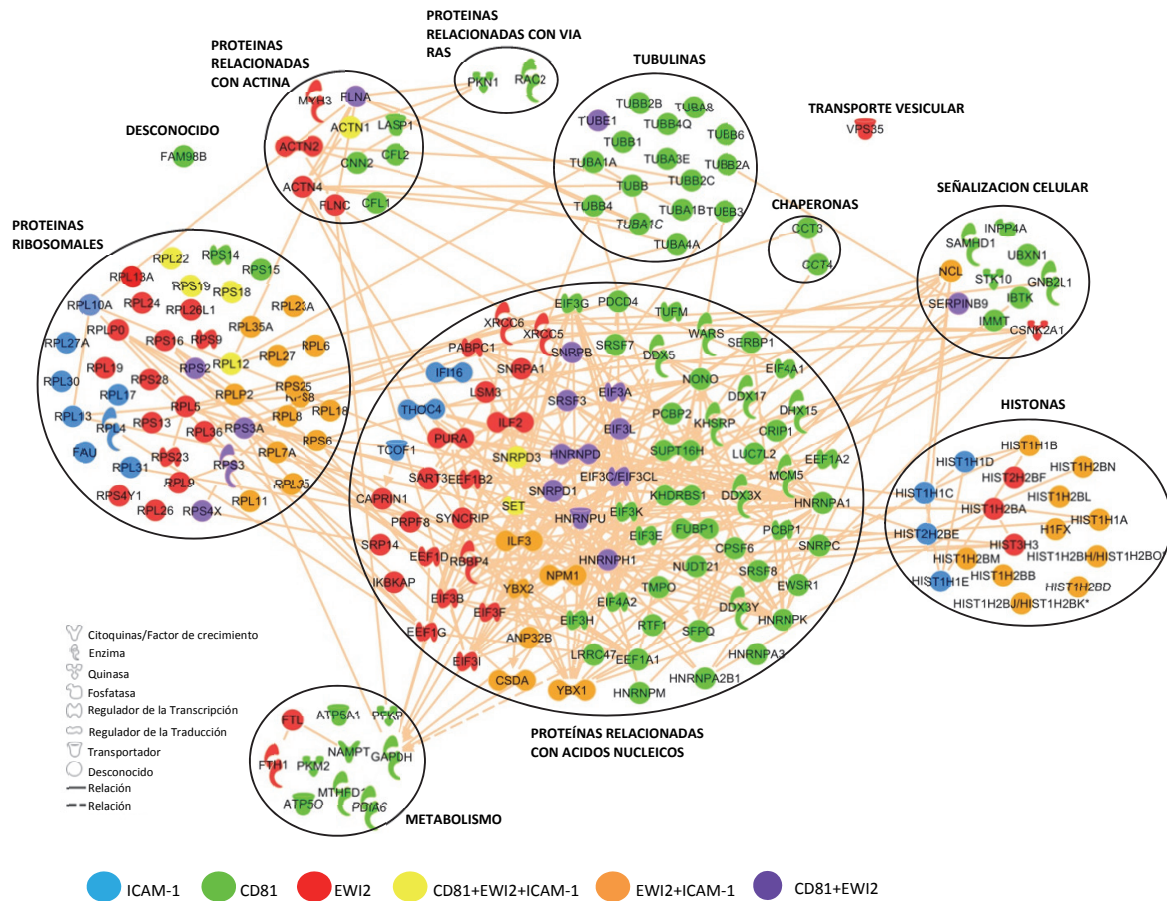 PROTEINAS
RELACIONADAS
CON ACTINA
PROTEINAS
RELACIONADAS CON VIA
RAS
TUBULINAS
TRANSPORTE VESICULAR
VPS35
DESCONOCIDO
FAM98B
MYH3
FLNA
ACTN1
LASP1
ACTN2
CNN2
CFL2
ACTN4
FLNC
CFL1
PKN1
RAC2
TUBB2B
TUBA8
TUBE1
TUBB4Q
TUBB6
TUBB1
TUBA1A
TUBA3E
TUBB2A
TUBB
TUBB2C
TUBB4
TUBA1B
TUBB3
TUBA1C
TUBA4A
CHAPERONAS
CCT3
CCT4
SEÑALIZACION CELULAR
INPP4A
SAMHD1
UBXN1
NCL
STK10
GNB2L1
SERPINB9
IBTK
IMMT
CSNK2A1
PROTEINAS
RIBOSOMALES
RPL22
RPS14
RPL13A
RPS15
RPS19
RPS18
RPL10A
RPL24
RPL26L1
RPL23A
RPLP0
RPL35A
RPL27A
RPS16
RPS9
RPL6
RPL19
RPS2
RPL12
RPL27
RPL30
RPS28
RPS25
RPL17
RPLP2
RPS8
RPL13
RPL5
RPL18
RPL4
RPS13
RPL36
RPS3A
RPL8
RPS6
FAU
RPS23
RPL7A
RPL31
RPS3
RPL9
RPL35
RPS4Y1
RPL11
RPL26
RPS4X
EIF3G
PDCD4
XRCC6
TUFM
XRCC5
WARS
PABPC1
SNRPB
SRSF7
SERBP1
DDX5
IFI16
SNRPA1
EIF4A1
NONO
LSM3
SRSF3
EIF3A
DDX17
THOC4
PCBP2
DHX15
ILF2
EIF3L
KHSRP
CRIP1
PURA
TCOF1
HNRNPD
SUPT16H
LUC7L2
SNRPD3
EEF1A2
SART3
EEF1B2
EIF3C/EIF3CL
MCM5
SNRPD1
KHDRBS1
DDX3X
CAPRIN1
HNRNPA1
SET
EIF3K
PRPF8
SYNCRIP
HNRNPU
FUBP1
PCBP1
ILF3
EIF3E
SRP14
CPSF6
SNRPC
EEF1D
RBBP4
HNRNPH1
NUDT21
IKBKAP
NPM1
SRSF8
YBX2
TMPO
EWSR1
EIF3B
EIF4A2
DDX3Y
EIF3F
EIF3H
RTF1
HNRNPK
EEF1G
ANP32B
SFPQ
EIF3I
LRRC47
EEF1A1
HNRNPA3
CSDA
YBX1
HNRNPA2B1
HNRNPM
PROTEÍNAS RELACIONADAS
CON ACIDOS NUCLEICOS
HISTONAS
HIST1H1B
HIST1H1D
HIST2H2BF
HIST1H2BN
HIST1H1C
HIST1H2BL
HIST1H2BA
HIST1H1A
HIST2H2BE
H1FX
HIST3H3
HIST1H2BH/HIST1H2BO
HIST1H2BM
HIST1H2BB
HIST1H1E
HIST1H2BD
HIST1H2BJ/HIST1H2BK*
FTL
ATP5A1
PFKP
NAMPT
GAPDH
FTH1
PKM2
MTHFD1
ATP5O
PDIA6
METABOLISMO
Citoquinas/Factor de crecimiento
Enzima
Quinasa
Fosfatasa
Regulador de la Transcripción
Regulador de la Traducción
Transportador
Desconocido
Relación
Relación
ICAM-1
CD81
EWI2
CD81+EWI2+ICAM-1
EWI2+ICAM-1
CD81+EWI2